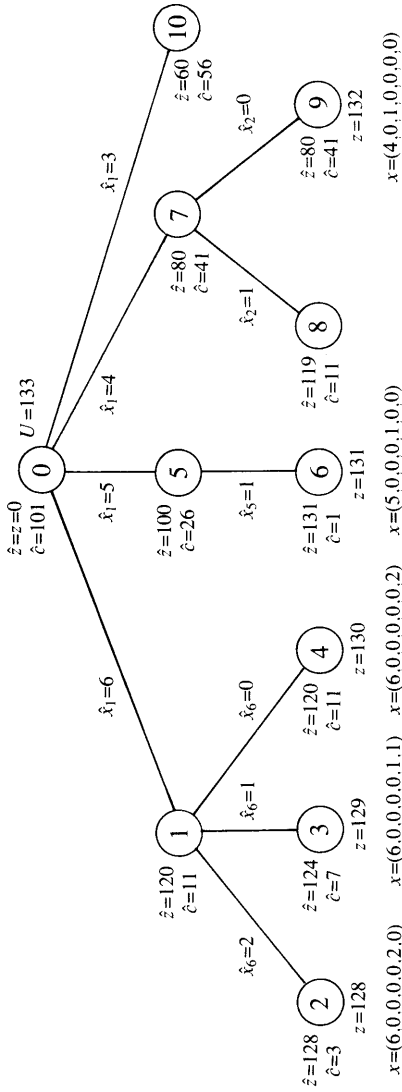 ẑ=z=0
ĉ=101
U=133
0
x̂₁=6
x̂₁=5
x̂₁=4
x̂₁=3
ẑ=120
ĉ=11
1
ẑ=100
ĉ=26
5
ẑ=80
ĉ=41
7
ẑ=60
ĉ=56
10
x̂₆=2
x̂₆=1
x̂₆=0
x̂₅=1
x̂₂=1
x̂₂=0
ẑ=128
ĉ=3
2
z=128
ẑ=124
ĉ=7
3
z=129
ẑ=120
ĉ=11
4
z=130
ẑ=131
ĉ=1
6
z=131
ẑ=119
ĉ=11
8
ẑ=80
ĉ=41
9
z=132
x=(6,0,0,0,0,2,0)
x=(6,0,0,0,0,1,1)
x=(6,0,0,0,0,0,2)
x=(5,0,0,0,1,0,0)
x=(4,0,1,0,0,0,0)